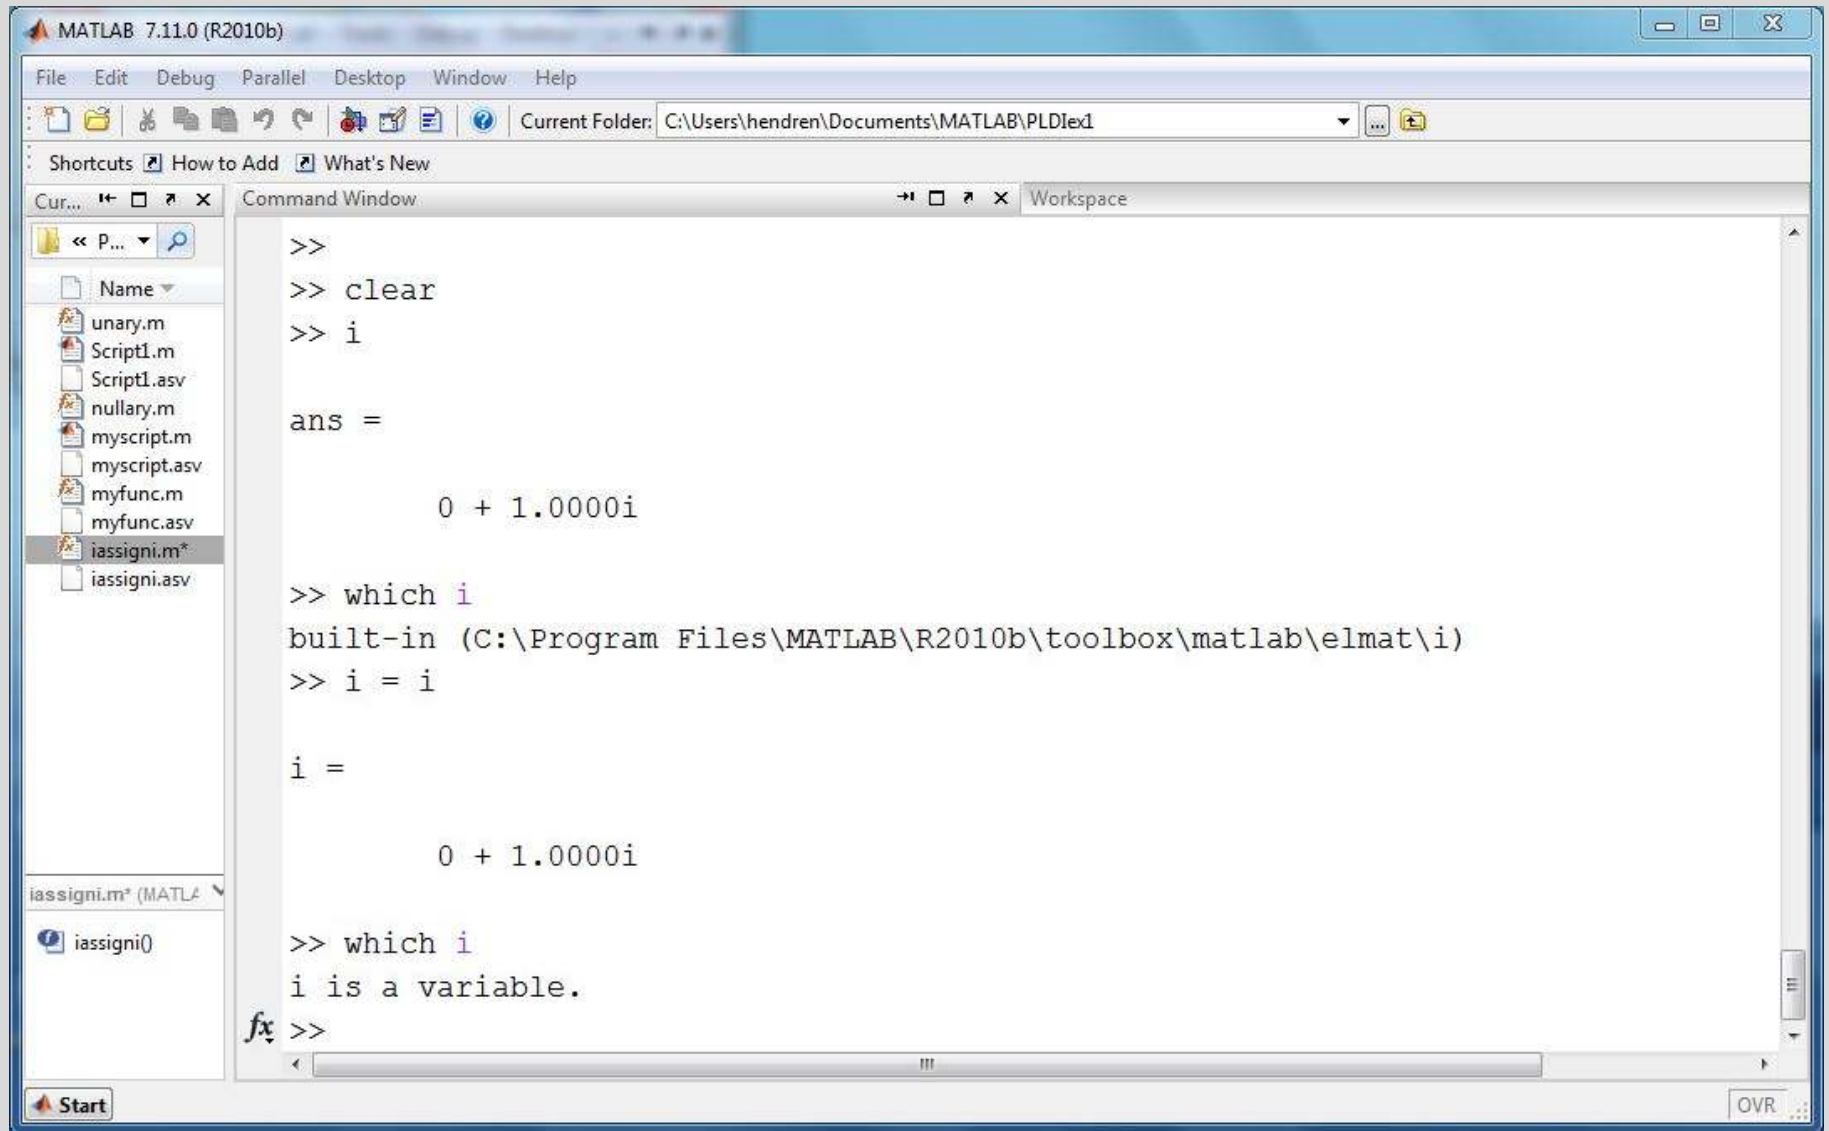 MATLAB 7.11.0 (R2010b)
File Edit Debug Parallel Desktop Window Help
Current Folder: C:\Users\hendren\Documents\MATLAB\PLDIex1
Shortcuts How to Add What's New
Cur...
Command Window
Workspace
« P...
Name
unary.m
Script1.m
Script1.asv
nullary.m
myscript.m
myscript.asv
myfunc.m
myfunc.asv
iassigni.m*
iassigni.asv
iassigni.m* (MATLA
iassigni()
>>
>> clear
>> i
ans =
0 + 1.0000i
>> which i
built-in (C:\Program Files\MATLAB\R2010b\toolbox\matlab\elmat\i)
>> i = i
i =
0 + 1.0000i
>> which i
i is a variable.
fx >>
Start
OVR